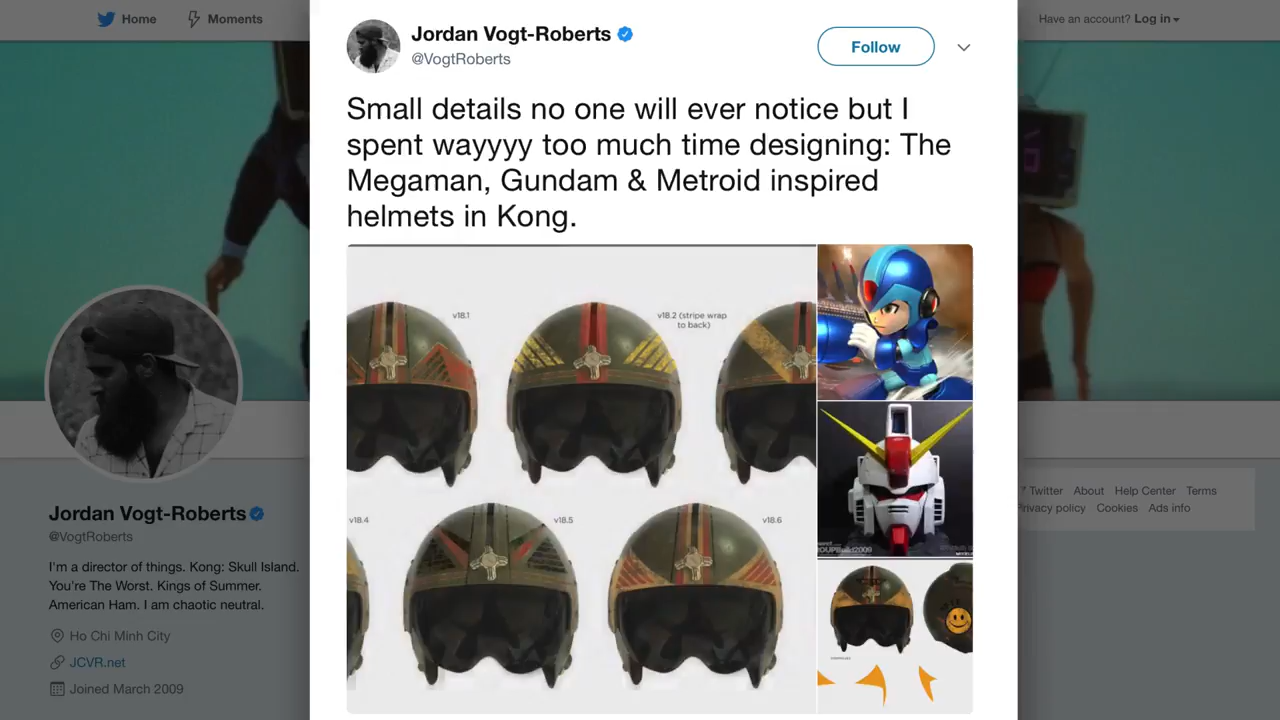 Home
Moments
Have an account? Log in
Jordan Vogt-Roberts
@VogtRoberts
Follow
Small details no one will ever notice but I
spent wayyyy too much time designing: The
Megaman, Gundam & Metroid inspired
helmets in Kong.
v18.1
v18.2 (stripe wrap
to back)
v18.4
v18.5
v18.6
Jordan Vogt-Roberts
@VogtRoberts
I'm a director of things. Kong: Skull Island.
You're The Worst. Kings of Summer.
American Ham. I am chaotic neutral.
Ho Chi Minh City
JCVR.net
Joined March 2009
Twitter About Help Center Terms
Privacy policy Cookies Ads info